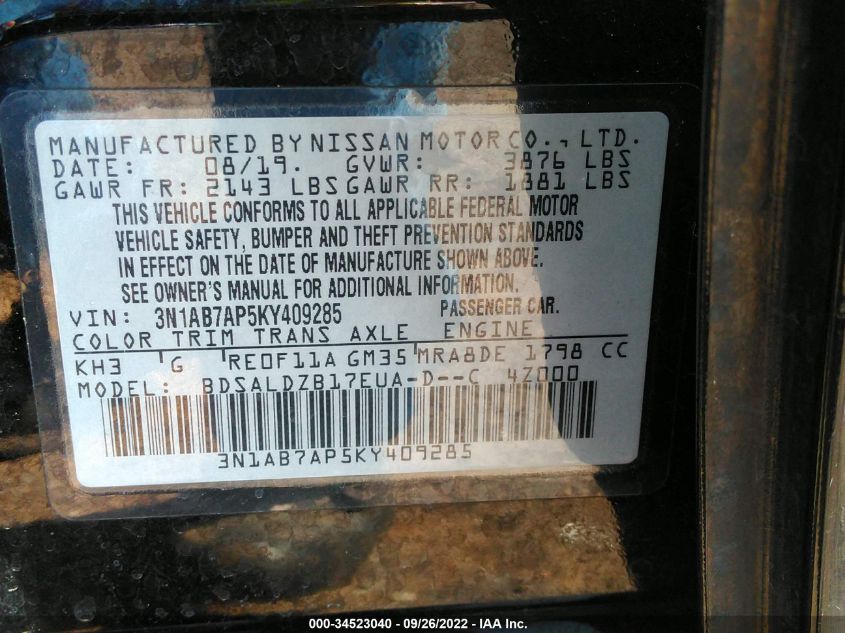 MANUFACTURED BY NISSAN MOTOR CO., LTD.
DATE: 08/19. GVWR: 3876 LBS
GAWR FR: 2143 LBS GAWR RR: 1881 LBS
THIS VEHICLE CONFORMS TO ALL APPLICABLE FEDERAL MOTOR
VEHICLE SAFETY, BUMPER AND THEFT PREVENTION STANDARDS
IN EFFECT ON THE DATE OF MANUFACTURE SHOWN ABOVE.
SEE OWNER'S MANUAL FOR ADDITIONAL INFORMATION.
VIN: 3N1AB7AP5KY409285 PASSENGER CAR.
COLOR TRIM TRANS AXLE ENGINE
KH3 G RE0F11A GM35 MRA8DE 1798 CC
MODEL: BDSALDZB17EUA-D--C 4Z000
3N1AB7AP5KY409285
000-34523040 - 09/26/2022 - IAA Inc.